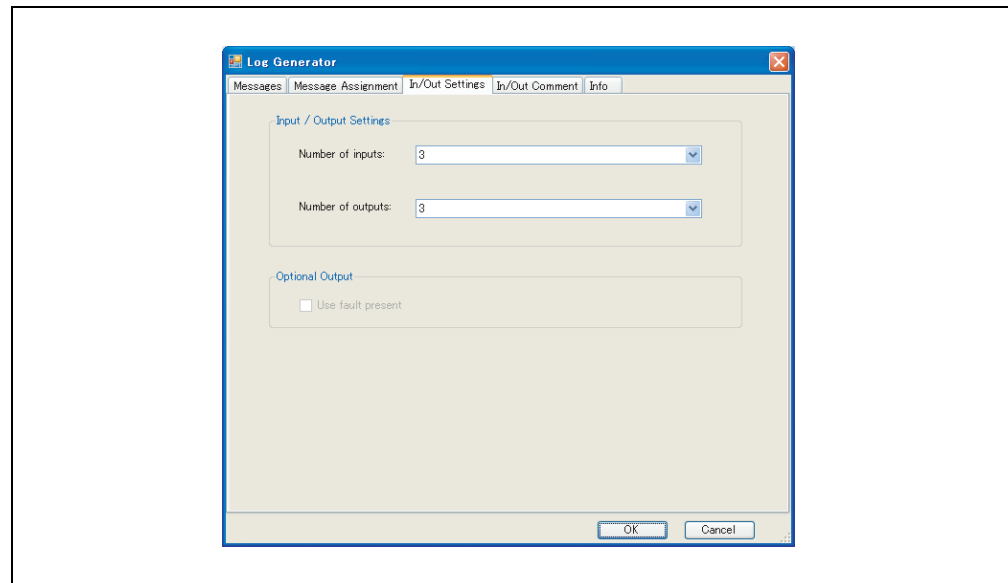 Log Generator
Messages Message Assignment In/Out Settings In/Out Comment Info
Input / Output Settings
Number of inputs: 3
Number of outputs: 3
Optional Output
Use fault present
OK Cancel